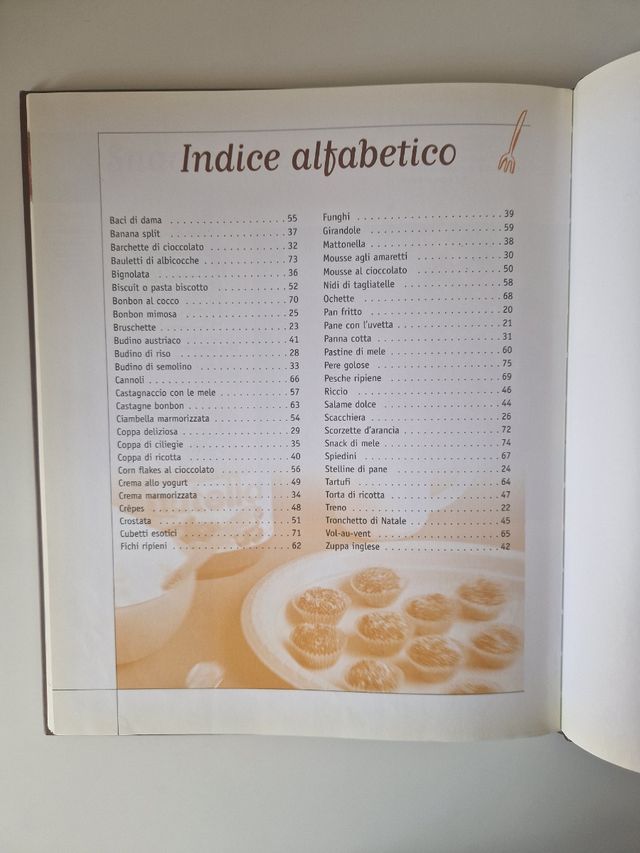 Indice alfabetico
Baci di dama . . . . . . . . . . . . . . . . . . 55
Banana split . . . . . . . . . . . . . . . . . . 37
Barchette di cioccolato . . . . . . . . . . . . 32
Bauletti di albicocche . . . . . . . . . . . . . 73
Bignolata . . . . . . . . . . . . . . . . . . . . 36
Biscuit o pasta biscotto . . . . . . . . . . . . 52
Bonbon al cocco . . . . . . . . . . . . . . . . 70
Bonbon mimosa . . . . . . . . . . . . . . . . 25
Bruschette . . . . . . . . . . . . . . . . . . . 23
Budino austriaco . . . . . . . . . . . . . . . . 41
Budino di riso . . . . . . . . . . . . . . . . . 28
Budino di semolino . . . . . . . . . . . . . . 33
Cannoli . . . . . . . . . . . . . . . . . . . . . 66
Castagnaccio con le mele . . . . . . . . . . . 57
Castagne bonbon . . . . . . . . . . . . . . . 63
Ciambella marmorizzata . . . . . . . . . . . . 54
Coppa deliziosa . . . . . . . . . . . . . . . . 29
Coppa di ciliegie . . . . . . . . . . . . . . . . 35
Coppa di ricotta . . . . . . . . . . . . . . . . 40
Corn flakes al cioccolato . . . . . . . . . . . 56
Crema allo yogurt . . . . . . . . . . . . . . . 49
Crema marmorizzata . . . . . . . . . . . . . . 34
Crêpes . . . . . . . . . . . . . . . . . . . . . 48
Crostata . . . . . . . . . . . . . . . . . . . . 51
Cubetti esotici . . . . . . . . . . . . . . . . . 71
Fichi ripieni . . . . . . . . . . . . . . . . . . 62
Funghi . . . . . . . . . . . . . . . . . . . . . 39
Girandole . . . . . . . . . . . . . . . . . . . . 59
Mattonella . . . . . . . . . . . . . . . . . . . 38
Mousse agli amaretti . . . . . . . . . . . . . 30
Mousse al cioccolato . . . . . . . . . . . . . 50
Nidi di tagliatelle . . . . . . . . . . . . . . . 58
Ochette . . . . . . . . . . . . . . . . . . . . . 68
Pan fritto . . . . . . . . . . . . . . . . . . . . 20
Pane con l'uvetta . . . . . . . . . . . . . . . 21
Panna cotta . . . . . . . . . . . . . . . . . . 31
Pastine di mele . . . . . . . . . . . . . . . . 60
Pere golose . . . . . . . . . . . . . . . . . . . 75
Pesche ripiene . . . . . . . . . . . . . . . . . 69
Riccio . . . . . . . . . . . . . . . . . . . . . . 46
Salame dolce . . . . . . . . . . . . . . . . . . 44
Scacchiera . . . . . . . . . . . . . . . . . . . 26
Scorzette d'arancia . . . . . . . . . . . . . . 72
Snack di mele . . . . . . . . . . . . . . . . . 74
Spiedini . . . . . . . . . . . . . . . . . . . . . 67
Stelline di pane . . . . . . . . . . . . . . . . 24
Tartufi . . . . . . . . . . . . . . . . . . . . . . 64
Torta di ricotta . . . . . . . . . . . . . . . . 47
Treno . . . . . . . . . . . . . . . . . . . . . . 22
Tronchetto di Natale . . . . . . . . . . . . . 45
Vol-au-vent . . . . . . . . . . . . . . . . . . . 65
Zuppa inglese . . . . . . . . . . . . . . . . . 42